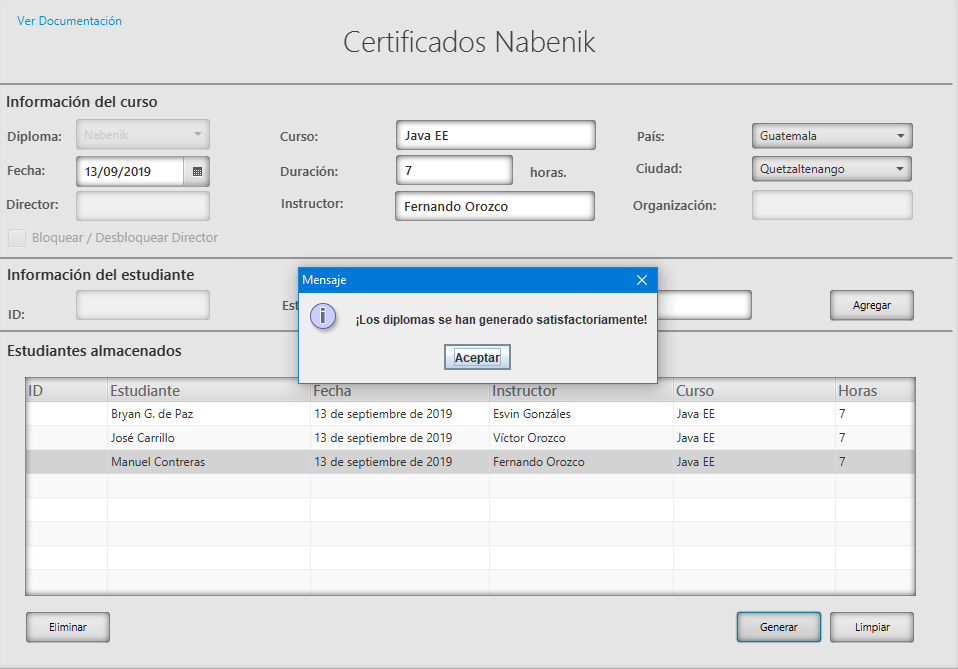 Ver Documentación
Certificados Nabenik
Información del curso
Diploma: Nabenik Curso: Java EE País: Guatemala
Fecha: 13/09/2019 Duración: 7 horas. Ciudad: Quetzaltenango
Director: Instructor: Fernando Orozco Organización:
Bloquear / Desbloquear Director
Información del estudiante
Mensaje
ID: Agregar
¡Los diplomas se han generado satisfactoriamente!
Aceptar
Estudiantes almacenados
ID Estudiante Fecha Instructor Curso Horas
Bryan G. de Paz 13 de septiembre de 2019 Esvin Gonzáles Java EE 7
José Carrillo 13 de septiembre de 2019 Víctor Orozco Java EE 7
Manuel Contreras 13 de septiembre de 2019 Fernando Orozco Java EE 7
Eliminar Generar Limpiar